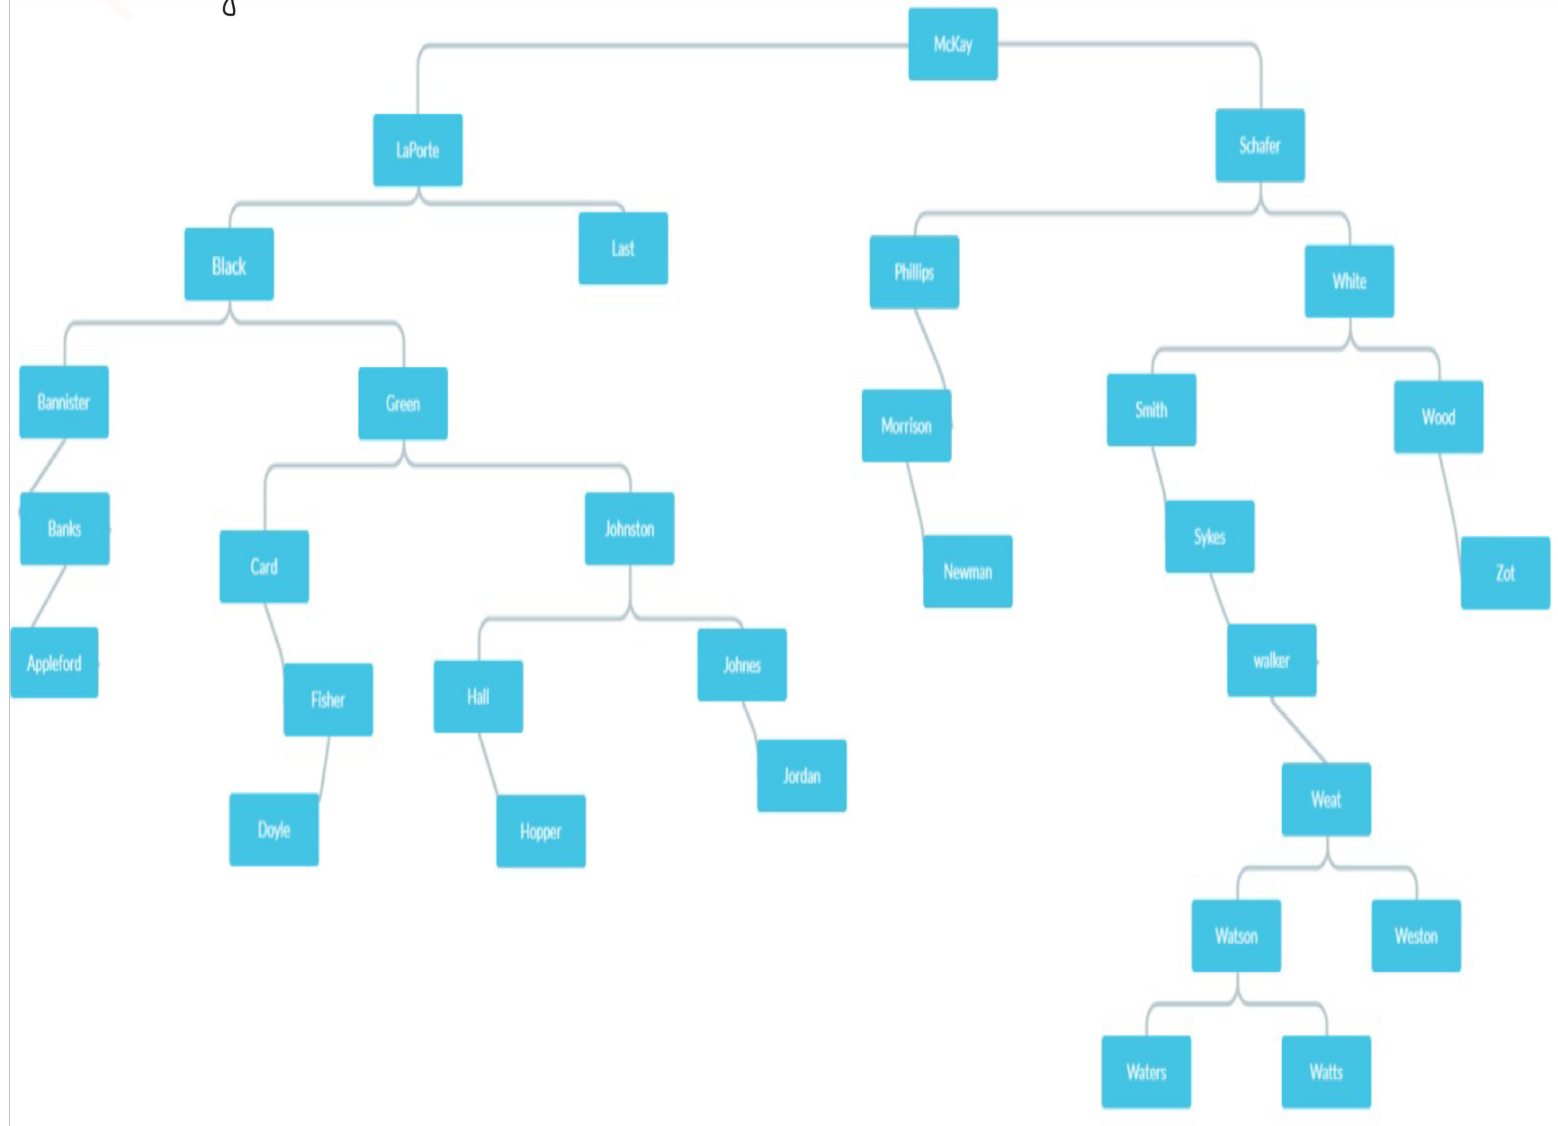 McKay
LaPorte
Schafer
Black
Last
Phillips
White
Bannister
Green
Morrison
Smith
Wood
Banks
Card
Johnston
Newman
Sykes
Zot
Appleford
Fisher
Hall
Johnes
walker
Doyle
Hopper
Jordan
Weat
Watson
Weston
Waters
Watts